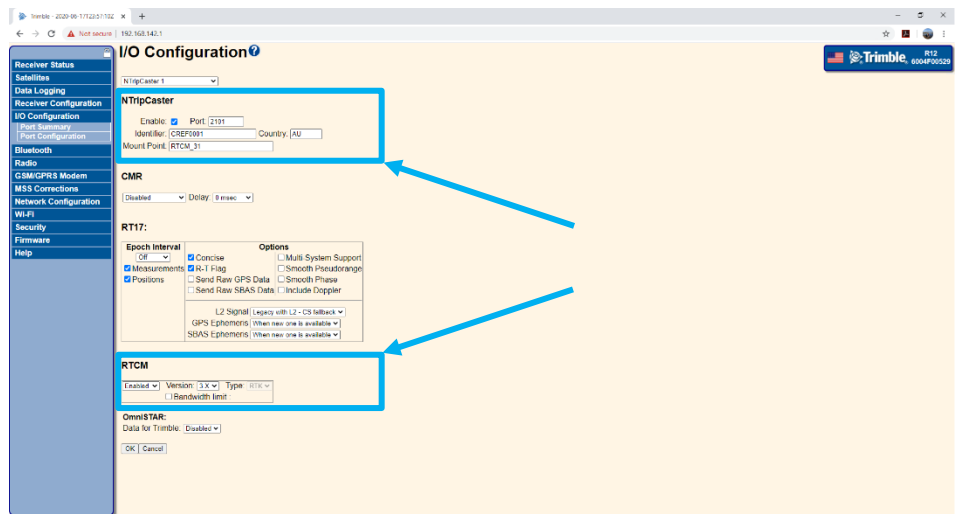 Trimble - 2020-06-17T23:57:10Z
Not secure | 192.168.142.1
I/O Configuration
Trimble.
R12
6004F00529
Receiver Status
Satellites
Data Logging
Receiver Configuration
I/O Configuration
Port Summary
Port Configuration
Bluetooth
Radio
GSM/GPRS Modem
MSS Corrections
Network Configuration
Wi-Fi
Security
Firmware
Help
NTripCaster 1
NTripCaster
Enable: Port: 2101
Identifier: CREF0001 Country: AU
Mount Point: RTCM_31
CMR
Disabled Delay: 0 msec
RT17:
Epoch Interval Options
Off Concise Multi-System Support
Measurements R-T Flag Smooth Pseudorange
Positions Send Raw GPS Data Smooth Phase
Send Raw SBAS Data Include Doppler
L2 Signal Legacy with L2 - CS fallback
GPS Ephemeris When new one is available
SBAS Ephemeris When new one is available
RTCM
Enabled Version: 3.X Type: RTK
Bandwidth limit :
OmniSTAR:
Data for Trimble: Disabled
OK Cancel